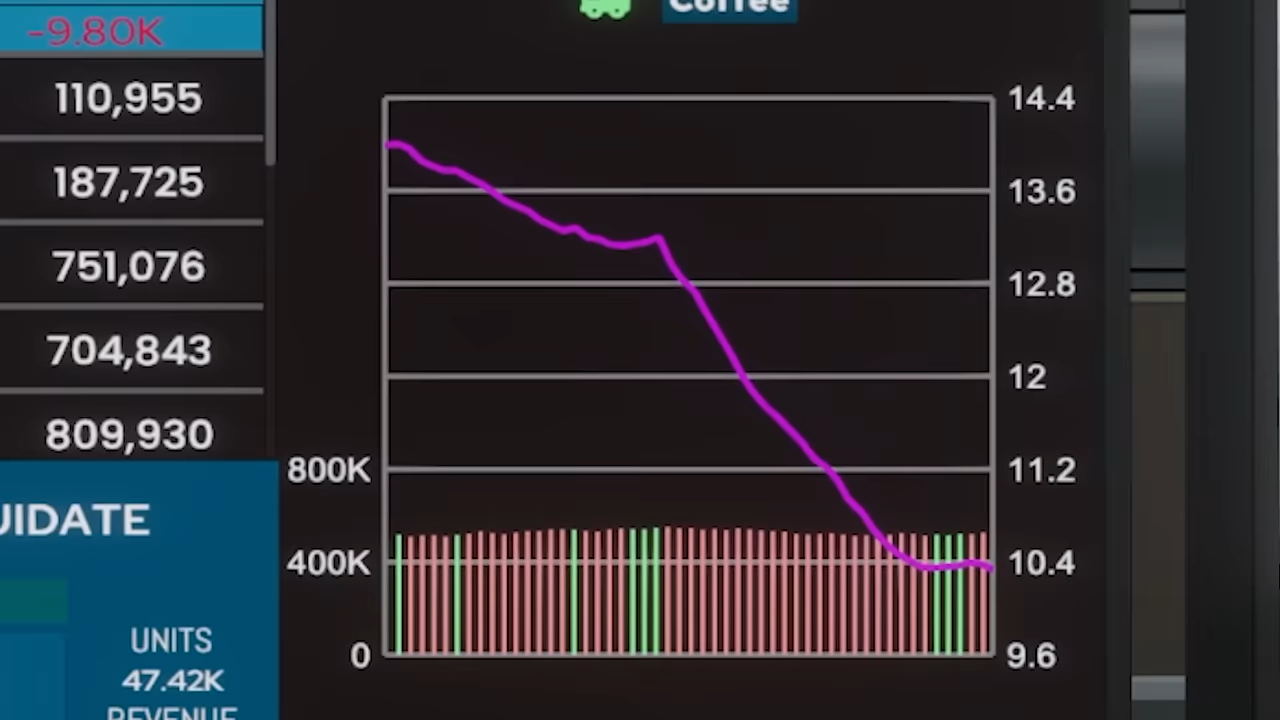 Coffee
-9.80K
110,955
187,725
751,076
704,843
809,930
UIDATE
UNITS
47.42K
REVENUE
14.4
13.6
12.8
12
11.2
10.4
9.6
800K
400K
0